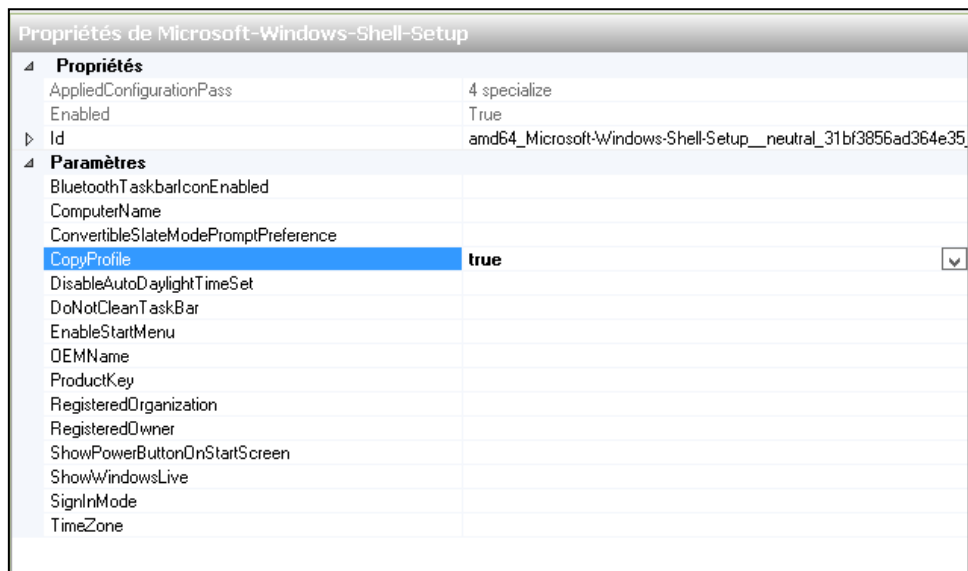 Propriétés de Microsoft-Windows-Shell-Setup
Propriétés
AppliedConfigurationPass 4 specialize
Enabled True
Id amd64_Microsoft-Windows-Shell-Setup__neutral_31bf3856ad364e35_
Paramètres
BluetoothTaskbarIconEnabled
ComputerName
ConvertibleSlateModePromptPreference
CopyProfile true
DisableAutoDaylightTimeSet
DoNotCleanTaskBar
EnableStartMenu
OEMName
ProductKey
RegisteredOrganization
RegisteredOwner
ShowPowerButtonOnStartScreen
ShowWindowsLive
SignInMode
TimeZone